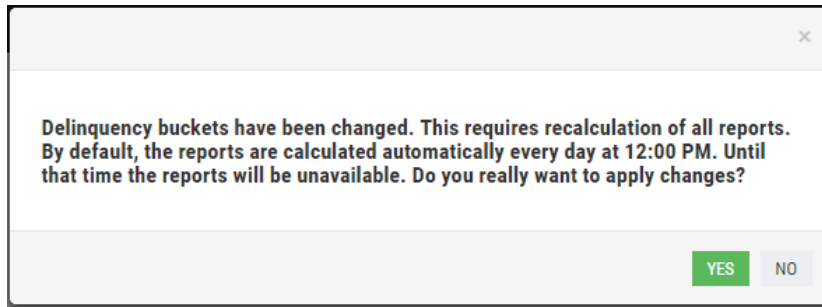 ×
Delinquency buckets have been changed. This requires recalculation of all reports.
By default, the reports are calculated automatically every day at 12:00 PM. Until
that time the reports will be unavailable. Do you really want to apply changes?
YES NO